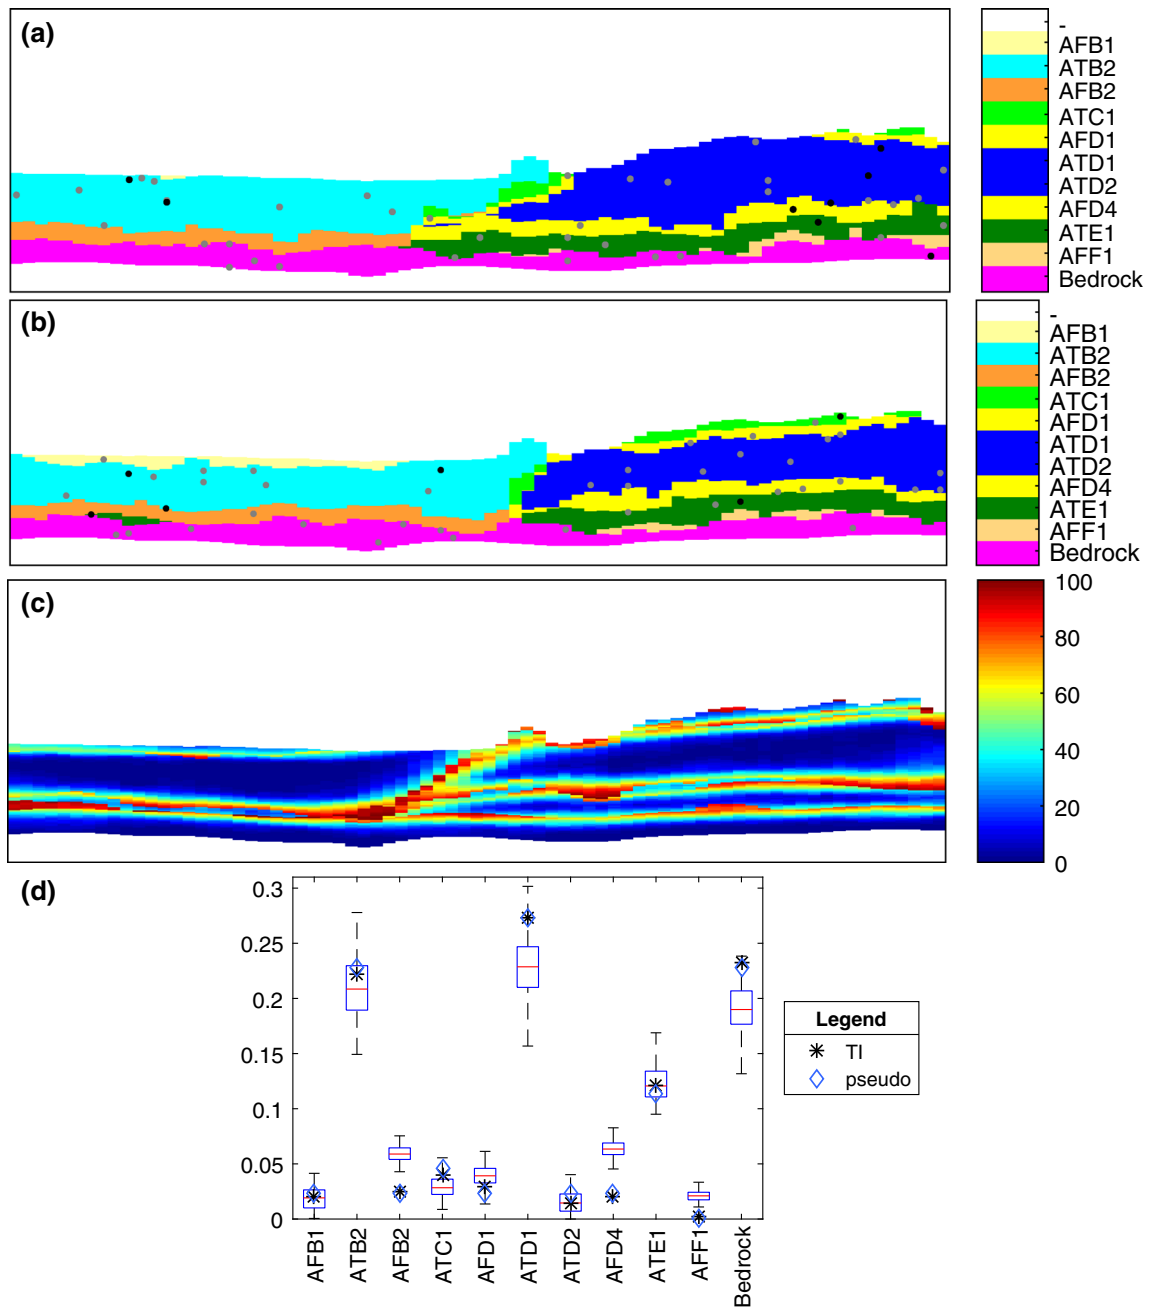 (a)
-
AFB1
ATB2
AFB2
ATC1
AFD1
ATD1
ATD2
AFD4
ATE1
AFF1
Bedrock
(b)
-
AFB1
ATB2
AFB2
ATC1
AFD1
ATD1
ATD2
AFD4
ATE1
AFF1
Bedrock
(c)
100
80
60
40
20
0
(d)
0.3
0.25
0.2
0.15
0.1
0.05
0
AFB1
ATB2
AFB2
ATC1
AFD1
ATD1
ATD2
AFD4
ATE1
AFF1
Bedrock
Legend
TI
pseudo